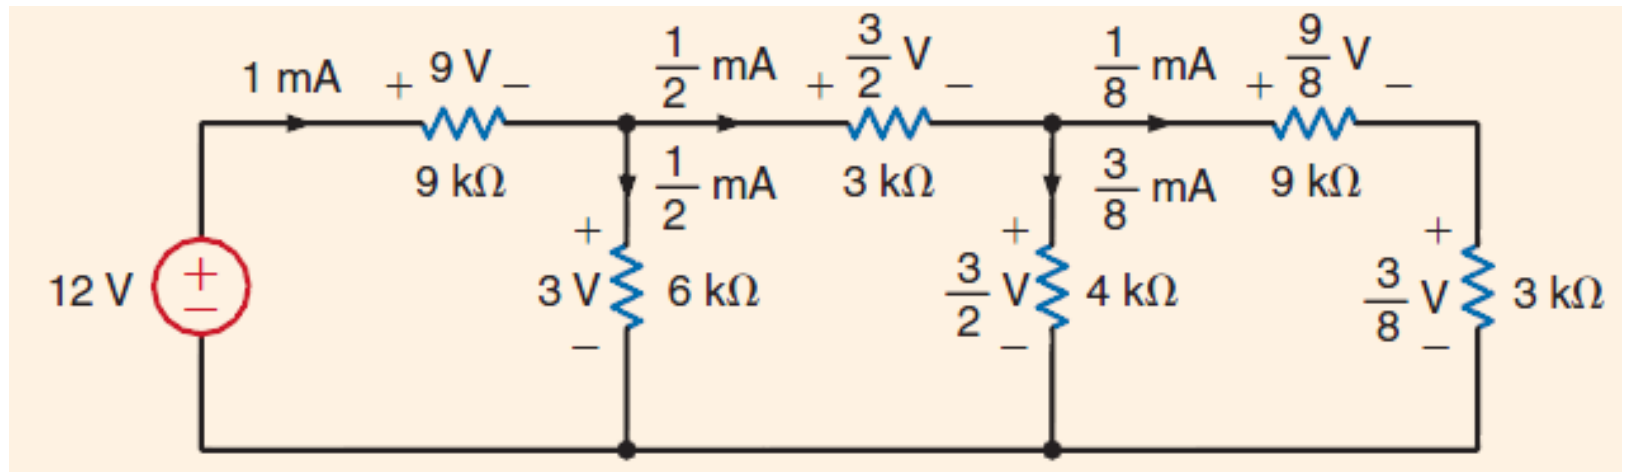 1 mA
+ 9 V −
1/2 mA
+ 3/2 V −
1/8 mA
+ 9/8 V −
9 kΩ
1/2 mA
3 kΩ
3/8 mA
9 kΩ
12 V
+
−
+
3 V
−
6 kΩ
+
3/2 V
−
4 kΩ
+
3/8 V
−
3 kΩ